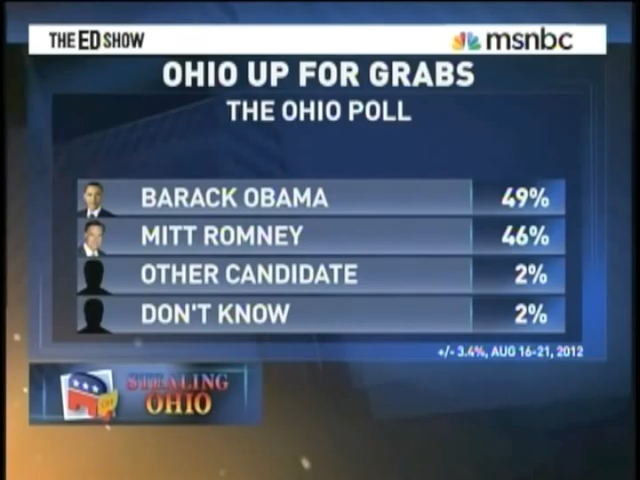 THE ED SHOW
msnbc
OHIO UP FOR GRABS
THE OHIO POLL
BARACK OBAMA 49%
MITT ROMNEY 46%
OTHER CANDIDATE 2%
DON'T KNOW 2%
+/- 3.4%, AUG 16-21, 2012
STEALING
OHIO